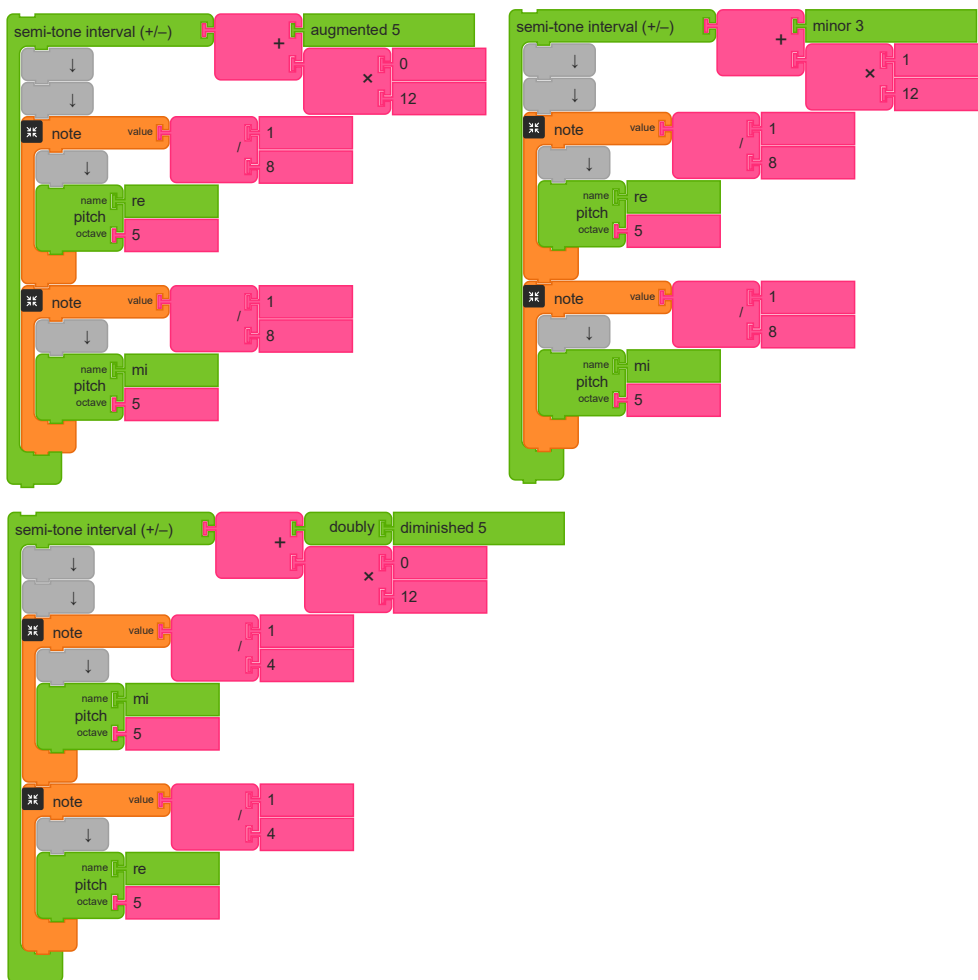 semi-tone interval (+/–) + augmented 5
× 0
12
↓
↓
note value / 1
8
↓
name re
pitch
octave 5
note value / 1
8
↓
name mi
pitch
octave 5
semi-tone interval (+/–) + minor 3
× 1
12
↓
↓
note value / 1
8
↓
name re
pitch
octave 5
note value / 1
8
↓
name mi
pitch
octave 5
semi-tone interval (+/–) + doubly diminished 5
× 0
12
↓
↓
note value / 1
4
↓
name mi
pitch
octave 5
note value / 1
4
↓
name re
pitch
octave 5